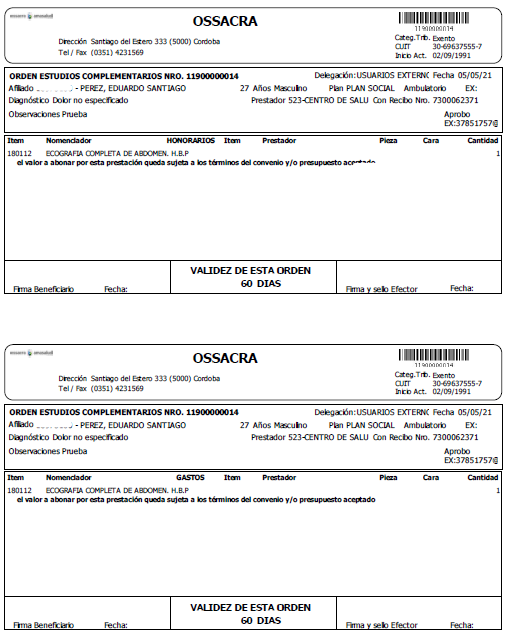 OSSACRA
11900000014
Dirección Santiago del Estero 333 (5000) Cordoba
Categ.Trib. Exento
Tel / Fax (0351) 4231569
CUIT 30-69637555-7
Inicio Act. 02/09/1991
ORDEN ESTUDIOS COMPLEMENTARIOS NRO. 11900000014 Delegación:USUARIOS EXTERNC Fecha 05/05/21
Afiliado - PEREZ, EDUARDO SANTIAGO 27 Años Masculino Plan PLAN SOCIAL Ambulatorio EX:
Diagnóstico Dolor no especificado Prestador 523-CENTRO DE SALU Con Recibo Nro. 7300062371
Observaciones Prueba Aprobo
EX:37851757@
Item Nomenclador HONORARIOS Item Prestador Pieza Cara Cantidad
180112 ECOGRAFIA COMPLETA DE ABDOMEN. H.B.P 1
el valor a abonar por esta prestación queda sujeta a los términos del convenio y/o presupuesto aceptado
VALIDEZ DE ESTA ORDEN
60 DIAS
Firma Beneficiario Fecha: Firma y sello Efector Fecha:
OSSACRA
11900000014
Dirección Santiago del Estero 333 (5000) Cordoba
Categ.Trib. Exento
Tel / Fax (0351) 4231569
CUIT 30-69637555-7
Inicio Act. 02/09/1991
ORDEN ESTUDIOS COMPLEMENTARIOS NRO. 11900000014 Delegación:USUARIOS EXTERNC Fecha 05/05/21
Afiliado - PEREZ, EDUARDO SANTIAGO 27 Años Masculino Plan PLAN SOCIAL Ambulatorio EX:
Diagnóstico Dolor no especificado Prestador 523-CENTRO DE SALU Con Recibo Nro. 7300062371
Observaciones Prueba Aprobo
EX:37851757@
Item Nomenclador GASTOS Item Prestador Pieza Cara Cantidad
180112 ECOGRAFIA COMPLETA DE ABDOMEN. H.B.P 1
el valor a abonar por esta prestación queda sujeta a los términos del convenio y/o presupuesto aceptado
VALIDEZ DE ESTA ORDEN
60 DIAS
Firma Beneficiario Fecha: Firma y sello Efector Fecha: